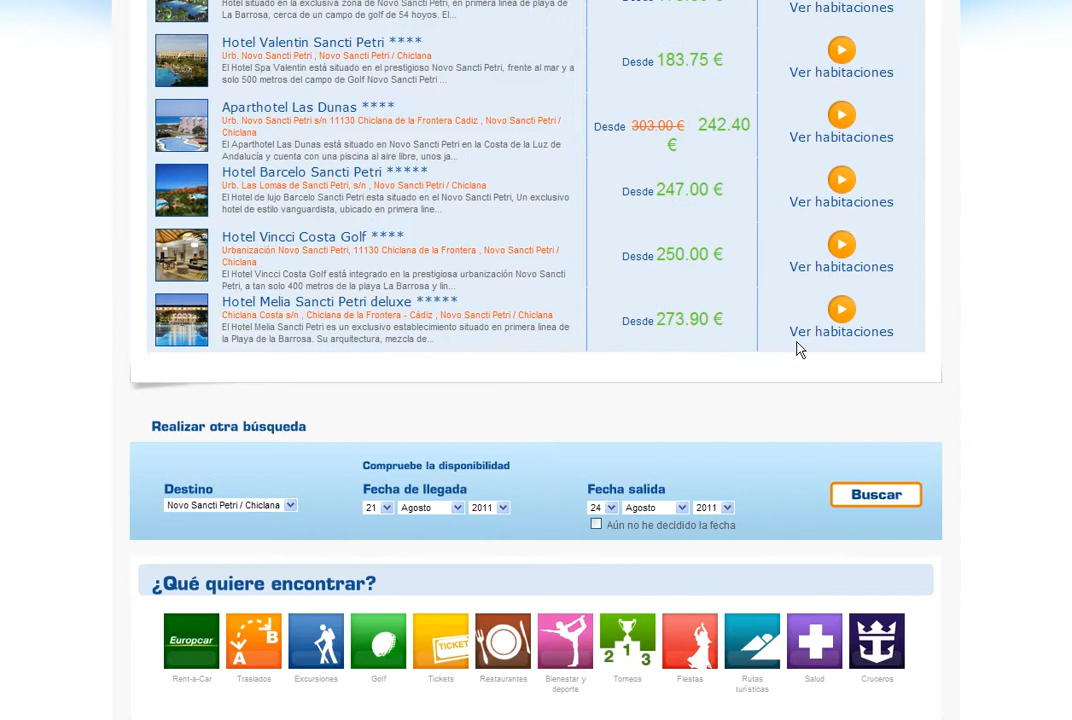 Hotel situado en la exclusiva zona de Novo Sancti Petri, en primera linea de playa de
La Barrosa, cerca de un campo de golf de 54 hoyos. El...
Ver habitaciones
Hotel Valentin Sancti Petri ****
Urb. Novo Sancti Petri , Novo Sancti Petri / Chiclana
El Hotel Spa Valentin está situado en el prestigioso Novo Sancti Petri, frente al mar y a
solo 500 metros del campo de Golf Novo Sancti Petri ...
Desde 183.75 €
Ver habitaciones
Aparthotel Las Dunas ****
Urb. Novo Sancti Petri s/n 11130 Chiclana de la Frontera Cadiz , Novo Sancti Petri /
Chiclana
El Aparthotel Las Dunas está situado en Novo Sancti Petri en la Costa de la Luz de
Andalucía y cuenta con una piscina al aire libre, unos ja...
Desde 303.00 € 242.40
€
Ver habitaciones
Hotel Barcelo Sancti Petri *****
Urb. Las Lomas de Sancti Petri, s/n , Novo Sancti Petri / Chiclana
El Hotel de lujo Barcelo Sancti Petri esta situado en el Novo Sancti Petri, Un exclusivo
hotel de estilo vanguardista, ubicado en primera line...
Desde 247.00 €
Ver habitaciones
Hotel Vincci Costa Golf ****
Urbanización Novo Sancti Petri, 11130 Chiclana de la Frontera , Novo Sancti Petri /
Chiclana
El Hotel Vincci Costa Golf está integrado en la prestigiosa urbanización Novo Sancti
Petri, a tan solo 400 metros de la playa La Barrosa y lin...
Desde 250.00 €
Ver habitaciones
Hotel Melia Sancti Petri deluxe *****
Chiclana Costa s/n , Chiclana de la Frontera - Cádiz , Novo Sancti Petri / Chiclana
El Hotel Melia Sancti Petri es un exclusivo establecimiento situado en primera linea de
la Playa de la Barrosa. Su arquitectura, mezcla de...
Desde 273.90 €
Ver habitaciones
Realizar otra búsqueda
Compruebe la disponibilidad
Destino Fecha de llegada Fecha salida
Novo Sancti Petri / Chiclana 21 Agosto 2011 24 Agosto 2011
Buscar
Aún no he decidido la fecha
¿Qué quiere encontrar?
Europcar A B TICKET 2 1 3
Rent-a-Car Traslados Excursiones Golf Tickets Restaurantes Bienestar y Torneos Fiestas Rutas Salud Cruceros
deporte turísticas